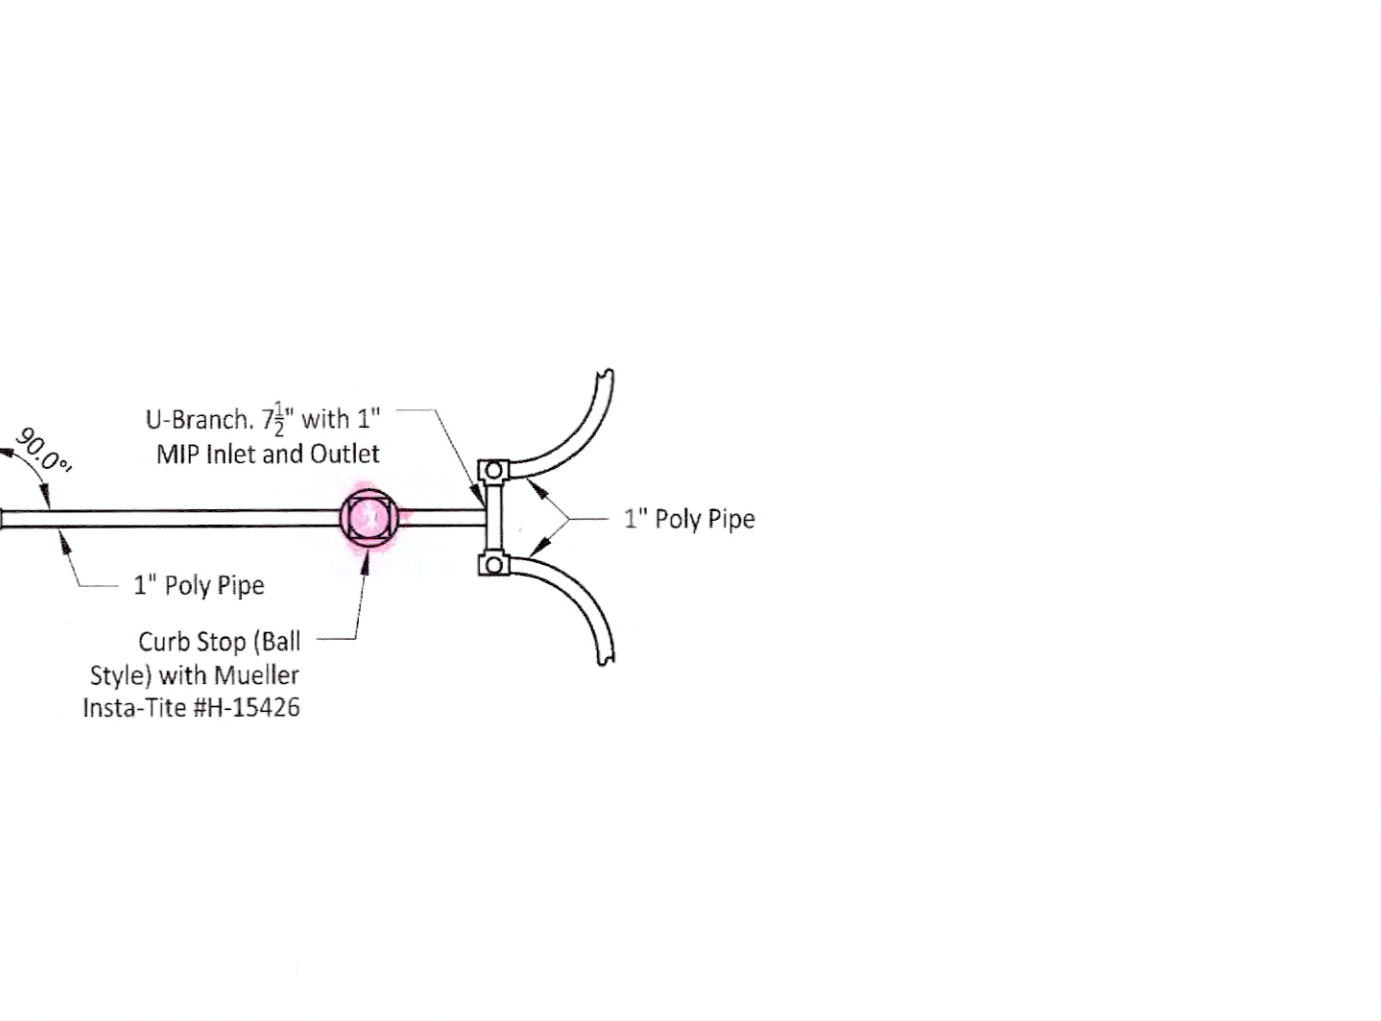 U-Branch. 7½" with 1"
MIP Inlet and Outlet
90.0°'
1" Poly Pipe
1" Poly Pipe
Curb Stop (Ball
Style) with Mueller
Insta-Tite #H-15426